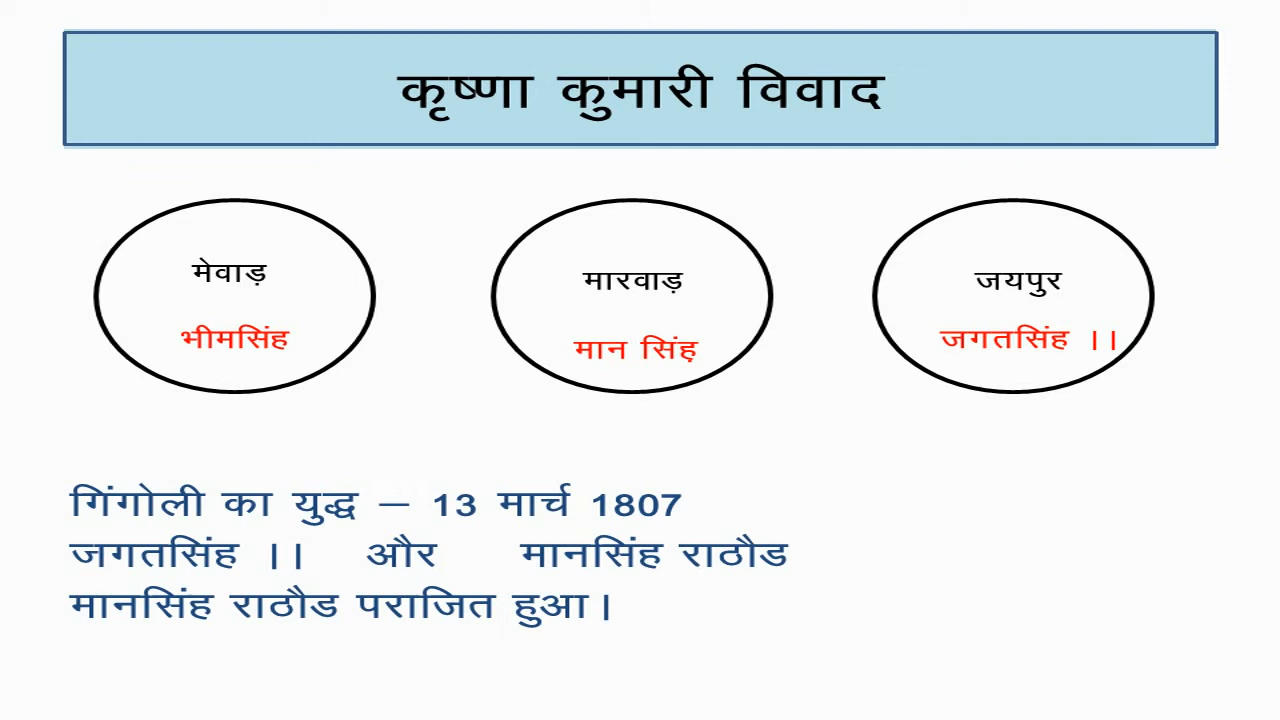 कृष्णा कुमारी विवाद
मेवाड़
भीमसिंह
मारवाड़
मान सिंह़
जयपुर
जगतसिंह ।।
गिंगोली का युद्ध – 13 मार्च 1807
जगतसिंह ।। और मानसिंह राठौड
मानसिंह राठौड पराजित हुआ।